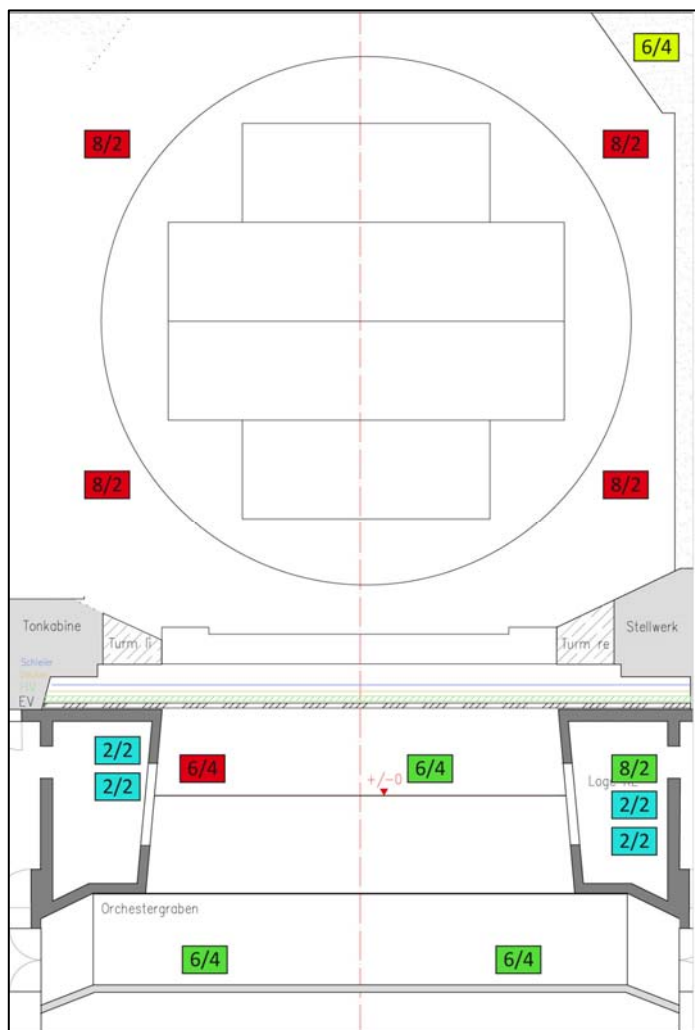 6/4
8/2 8/2
8/2 8/2
Tonkabine Turm li Turm re Stellwerk
Schleier
EV
2/2 6/4 6/4 8/2
+/-0
2/2 2/2
2/2
Orchestergraben
6/4 6/4